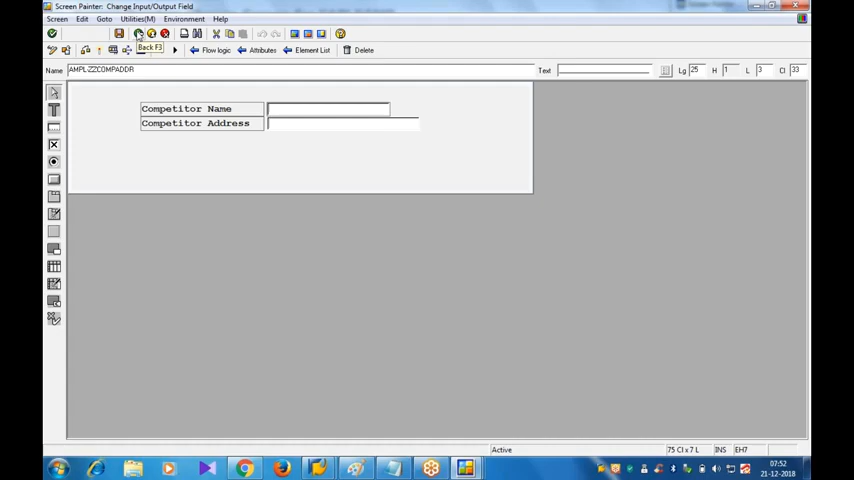 Screen Painter: Change Input/Output Field
Screen Edit Goto Utilities(M) Environment Help
Back F3
Flow logic Attributes Element List Delete
Name AMPL-ZZCOMPADDR Text Lg 25 H 1 L 3 Cl 33
Competitor Name
Competitor Address
Active 75 Cl x 7 L INS EH7
07:52
21-12-2018